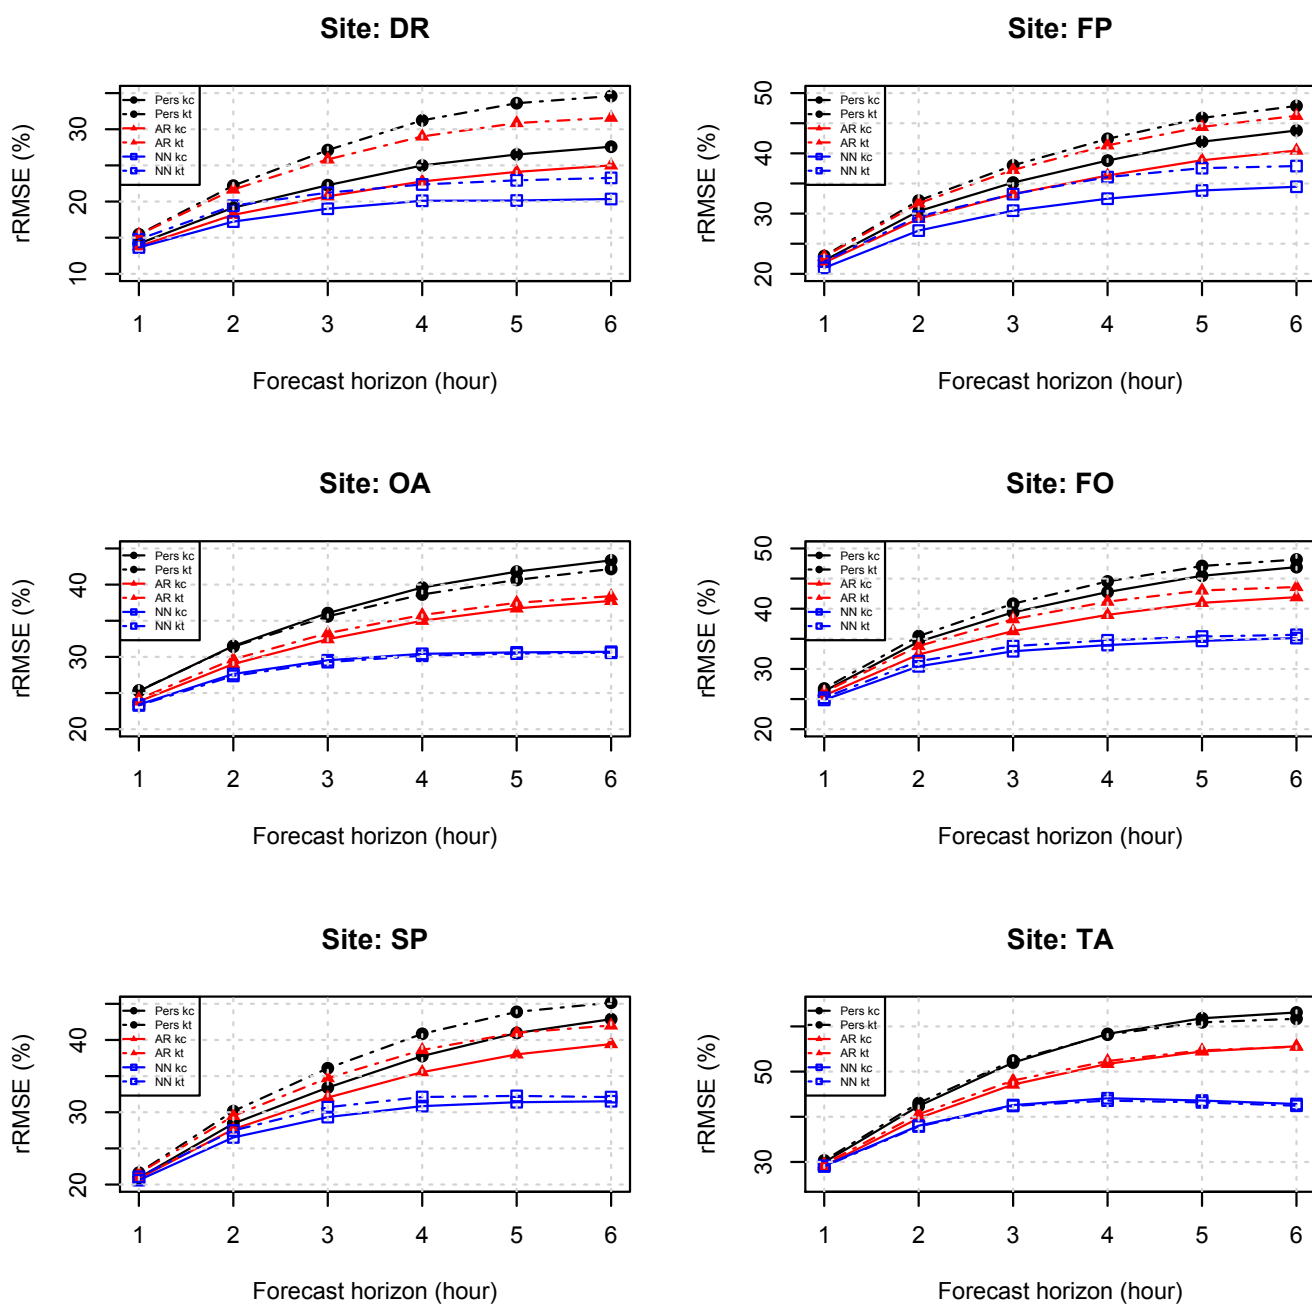 Site: DR
rRMSE (%)
10 20 30
Pers kc
Pers kt
AR kc
AR kt
NN kc
NN kt
1 2 3 4 5 6
Forecast horizon (hour)
Site: FP
rRMSE (%)
20 30 40 50
Pers kc
Pers kt
AR kc
AR kt
NN kc
NN kt
1 2 3 4 5 6
Forecast horizon (hour)
Site: OA
rRMSE (%)
20 30 40
Pers kc
Pers kt
AR kc
AR kt
NN kc
NN kt
1 2 3 4 5 6
Forecast horizon (hour)
Site: FO
rRMSE (%)
20 30 40 50
Pers kc
Pers kt
AR kc
AR kt
NN kc
NN kt
1 2 3 4 5 6
Forecast horizon (hour)
Site: SP
rRMSE (%)
20 30 40
Pers kc
Pers kt
AR kc
AR kt
NN kc
NN kt
1 2 3 4 5 6
Forecast horizon (hour)
Site: TA
rRMSE (%)
30 50
Pers kc
Pers kt
AR kc
AR kt
NN kc
NN kt
1 2 3 4 5 6
Forecast horizon (hour)